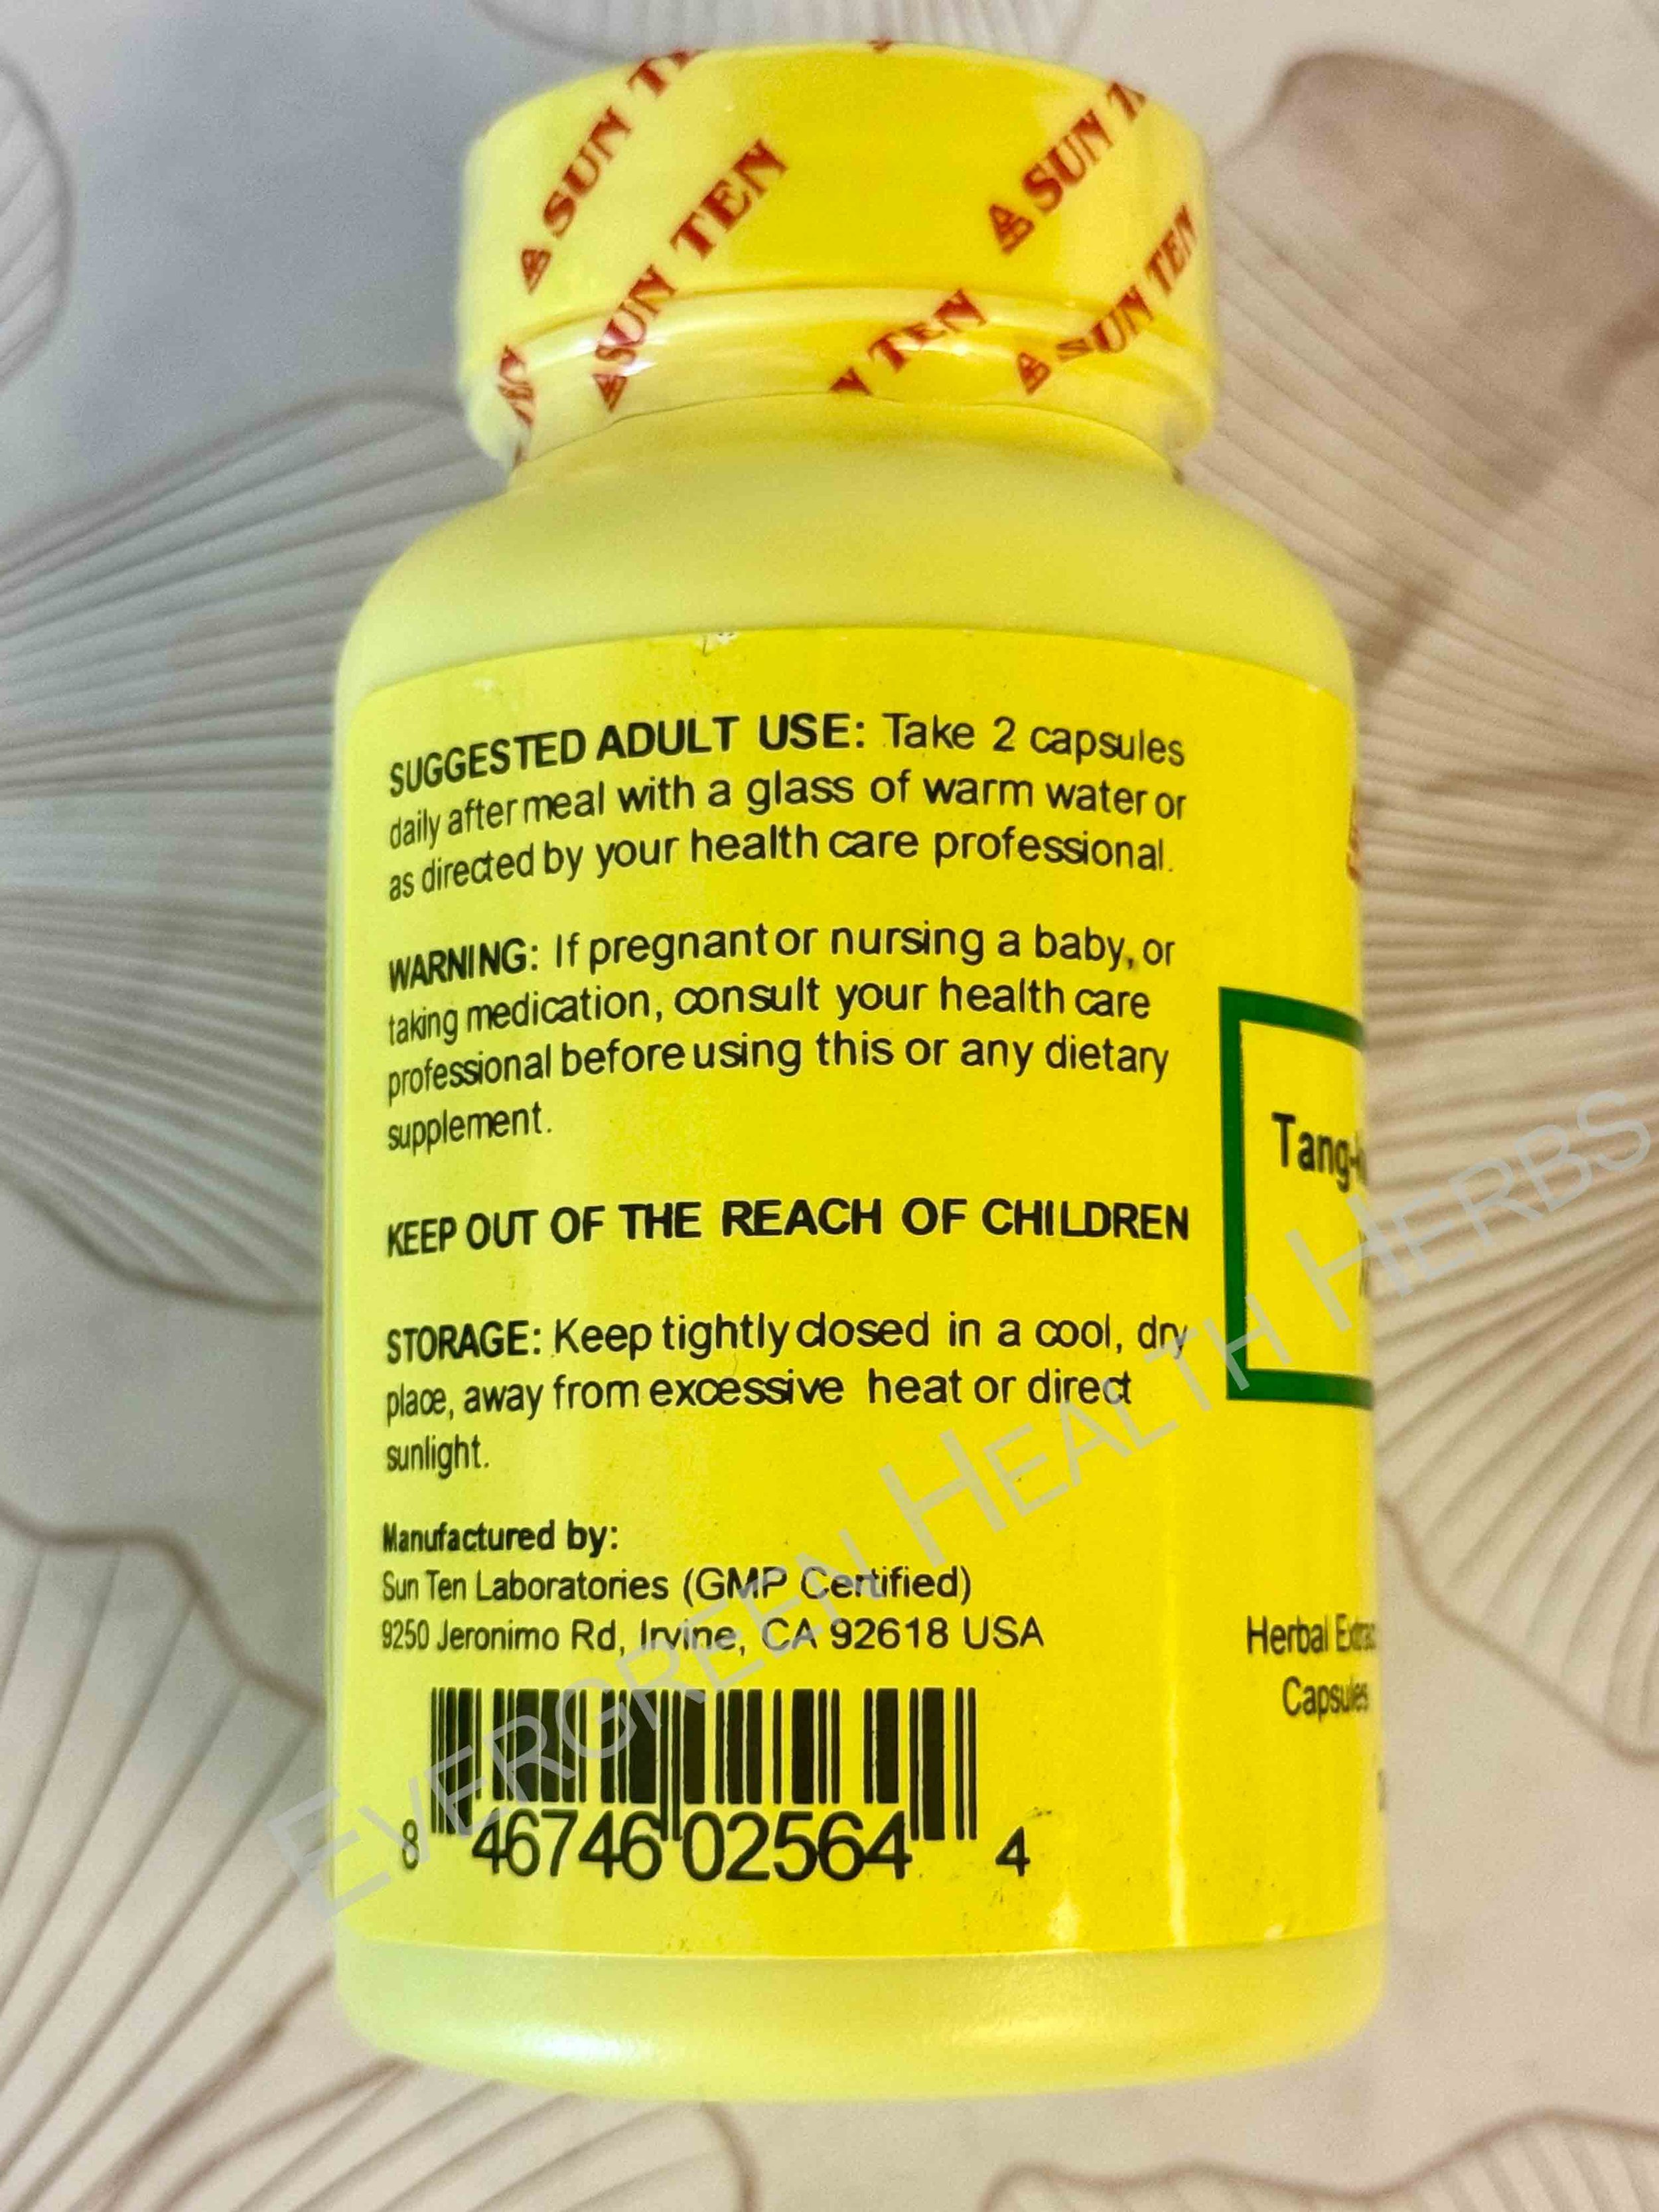 SUN TEN
SUN TEN
TEN
SUN TEN
SUGGESTED ADULT USE: Take 2 capsules
daily after meal with a glass of warm water or
as directed by your health care professional.
WARNING: If pregnant or nursing a baby, or
taking medication, consult your health care
professional before using this or any dietary
supplement.
KEEP OUT OF THE REACH OF CHILDREN
STORAGE: Keep tightly closed in a cool, dry
place, away from excessive heat or direct
sunlight.
Manufactured by:
Sun Ten Laboratories (GMP Certified)
9250 Jeronimo Rd, Irvine, CA 92618 USA
8 46746 02564 4
Tang-
Herbal
Capsules
EVERGREEN HEALTH HERBS